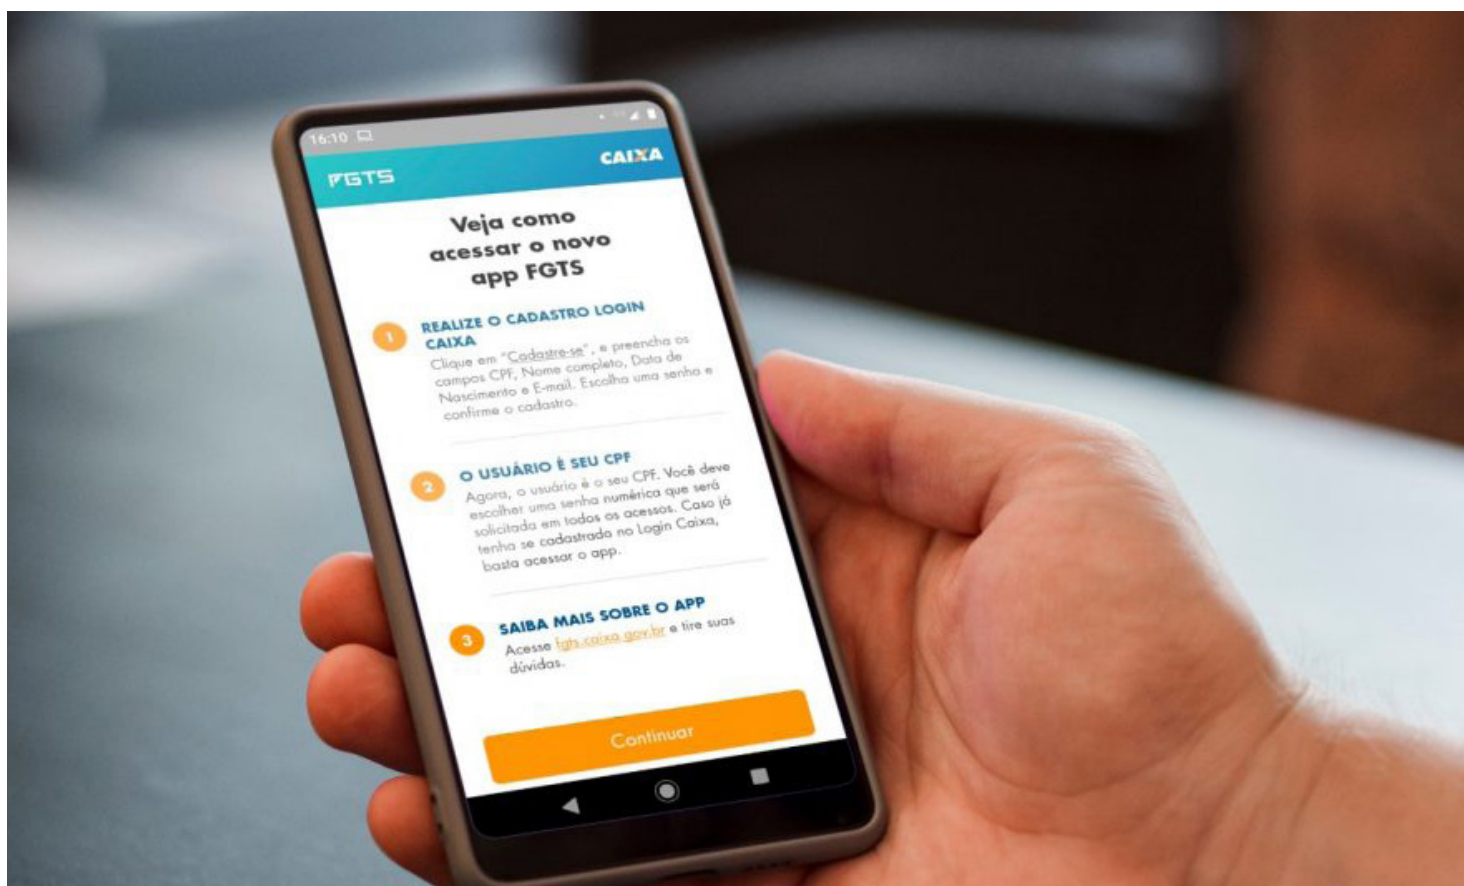 16:10
FGTS
CAIXA
Veja como
acessar o novo
app FGTS
1
REALIZE O CADASTRO LOGIN
CAIXA
Clique em "Cadastre-se", e preencha os
campos CPF, Nome completo, Data de
Nascimento e E-mail. Escolha uma senha e
confirme o cadastro.
2
O USUÁRIO É SEU CPF
Agora, o usuário é o seu CPF. Você deve
escolher uma senha numérica que será
solicitada em todos os acessos. Caso já
tenha se cadastrado no Login Caixa,
basta acessar o app.
3
SAIBA MAIS SOBRE O APP
Acesse fgts.caixa.gov.br e tire suas
dúvidas.
Continuar